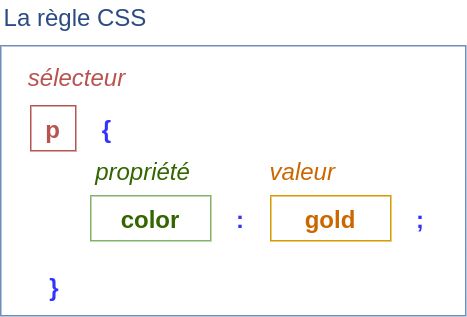 La règle CSS
sélecteur
p {
propriété valeur
color : gold ;
}